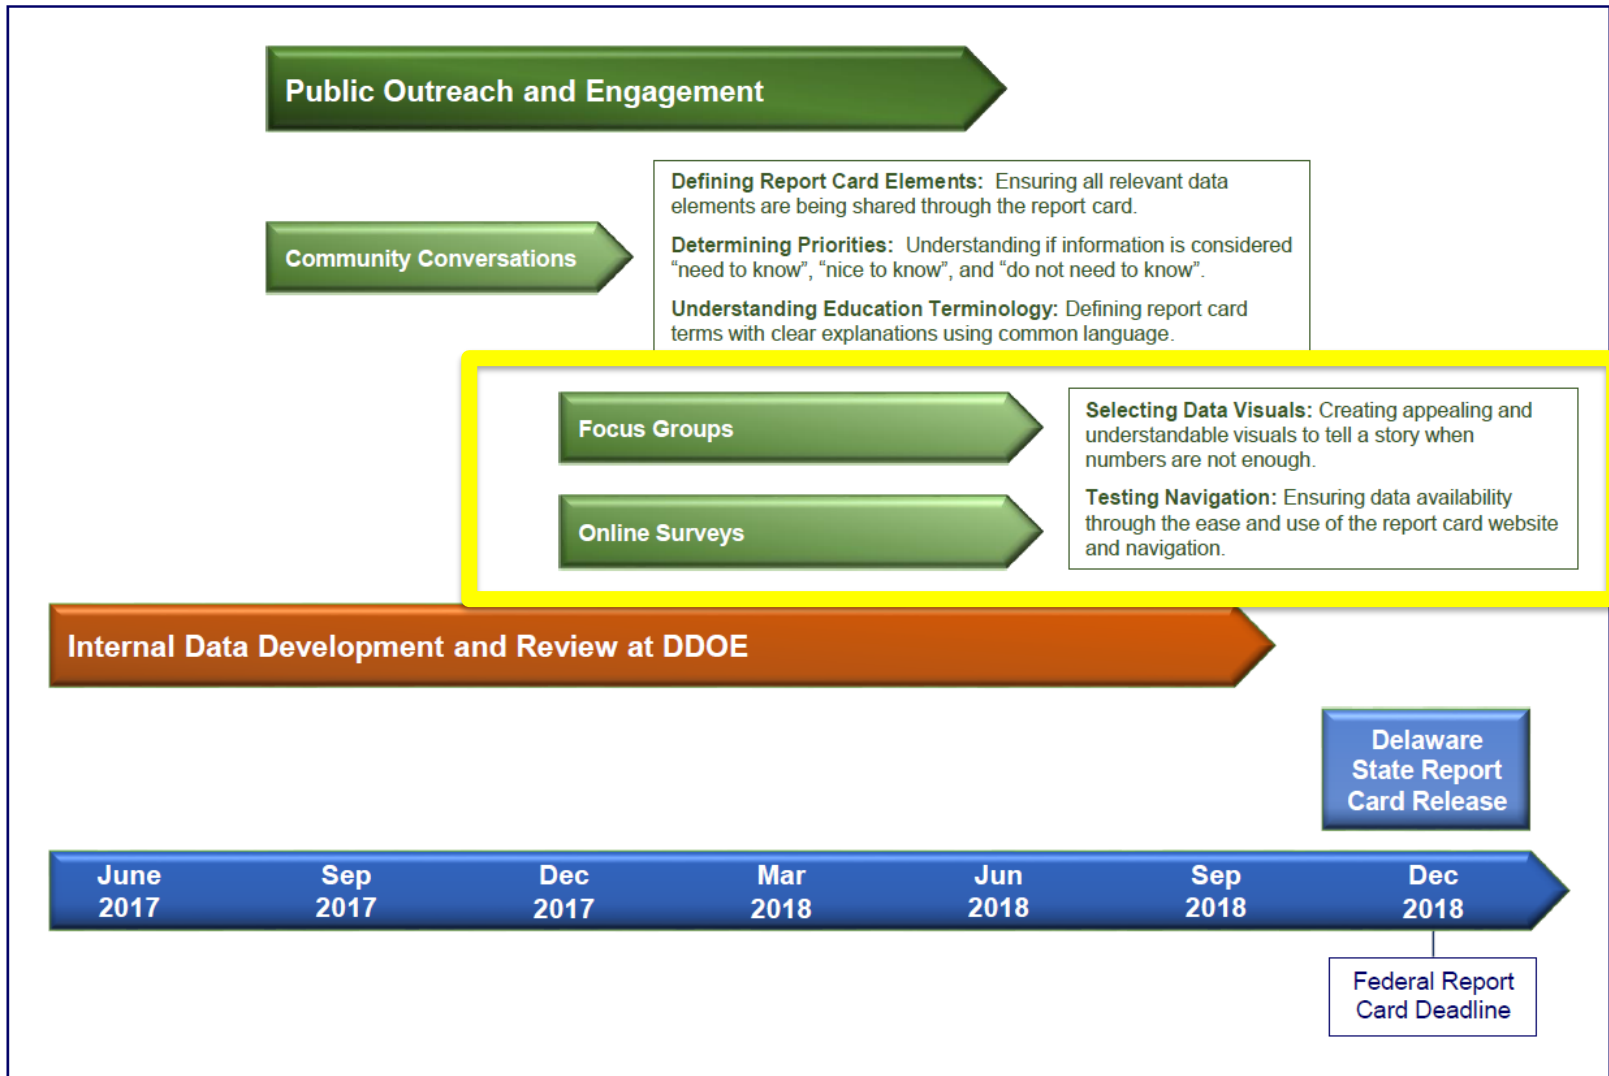 Public Outreach and Engagement
Community Conversations
Defining Report Card Elements: Ensuring all relevant data
elements are being shared through the report card.
Determining Priorities: Understanding if information is considered
“need to know”, “nice to know”, and “do not need to know”.
Understanding Education Terminology: Defining report card
terms with clear explanations using common language.
Focus Groups
Online Surveys
Selecting Data Visuals: Creating appealing and
understandable visuals to tell a story when
numbers are not enough.
Testing Navigation: Ensuring data availability
through the ease and use of the report card website
and navigation.
Internal Data Development and Review at DDOE
Delaware
State Report
Card Release
June
2017
Sep
2017
Dec
2017
Mar
2018
Jun
2018
Sep
2018
Dec
2018
Federal Report
Card Deadline